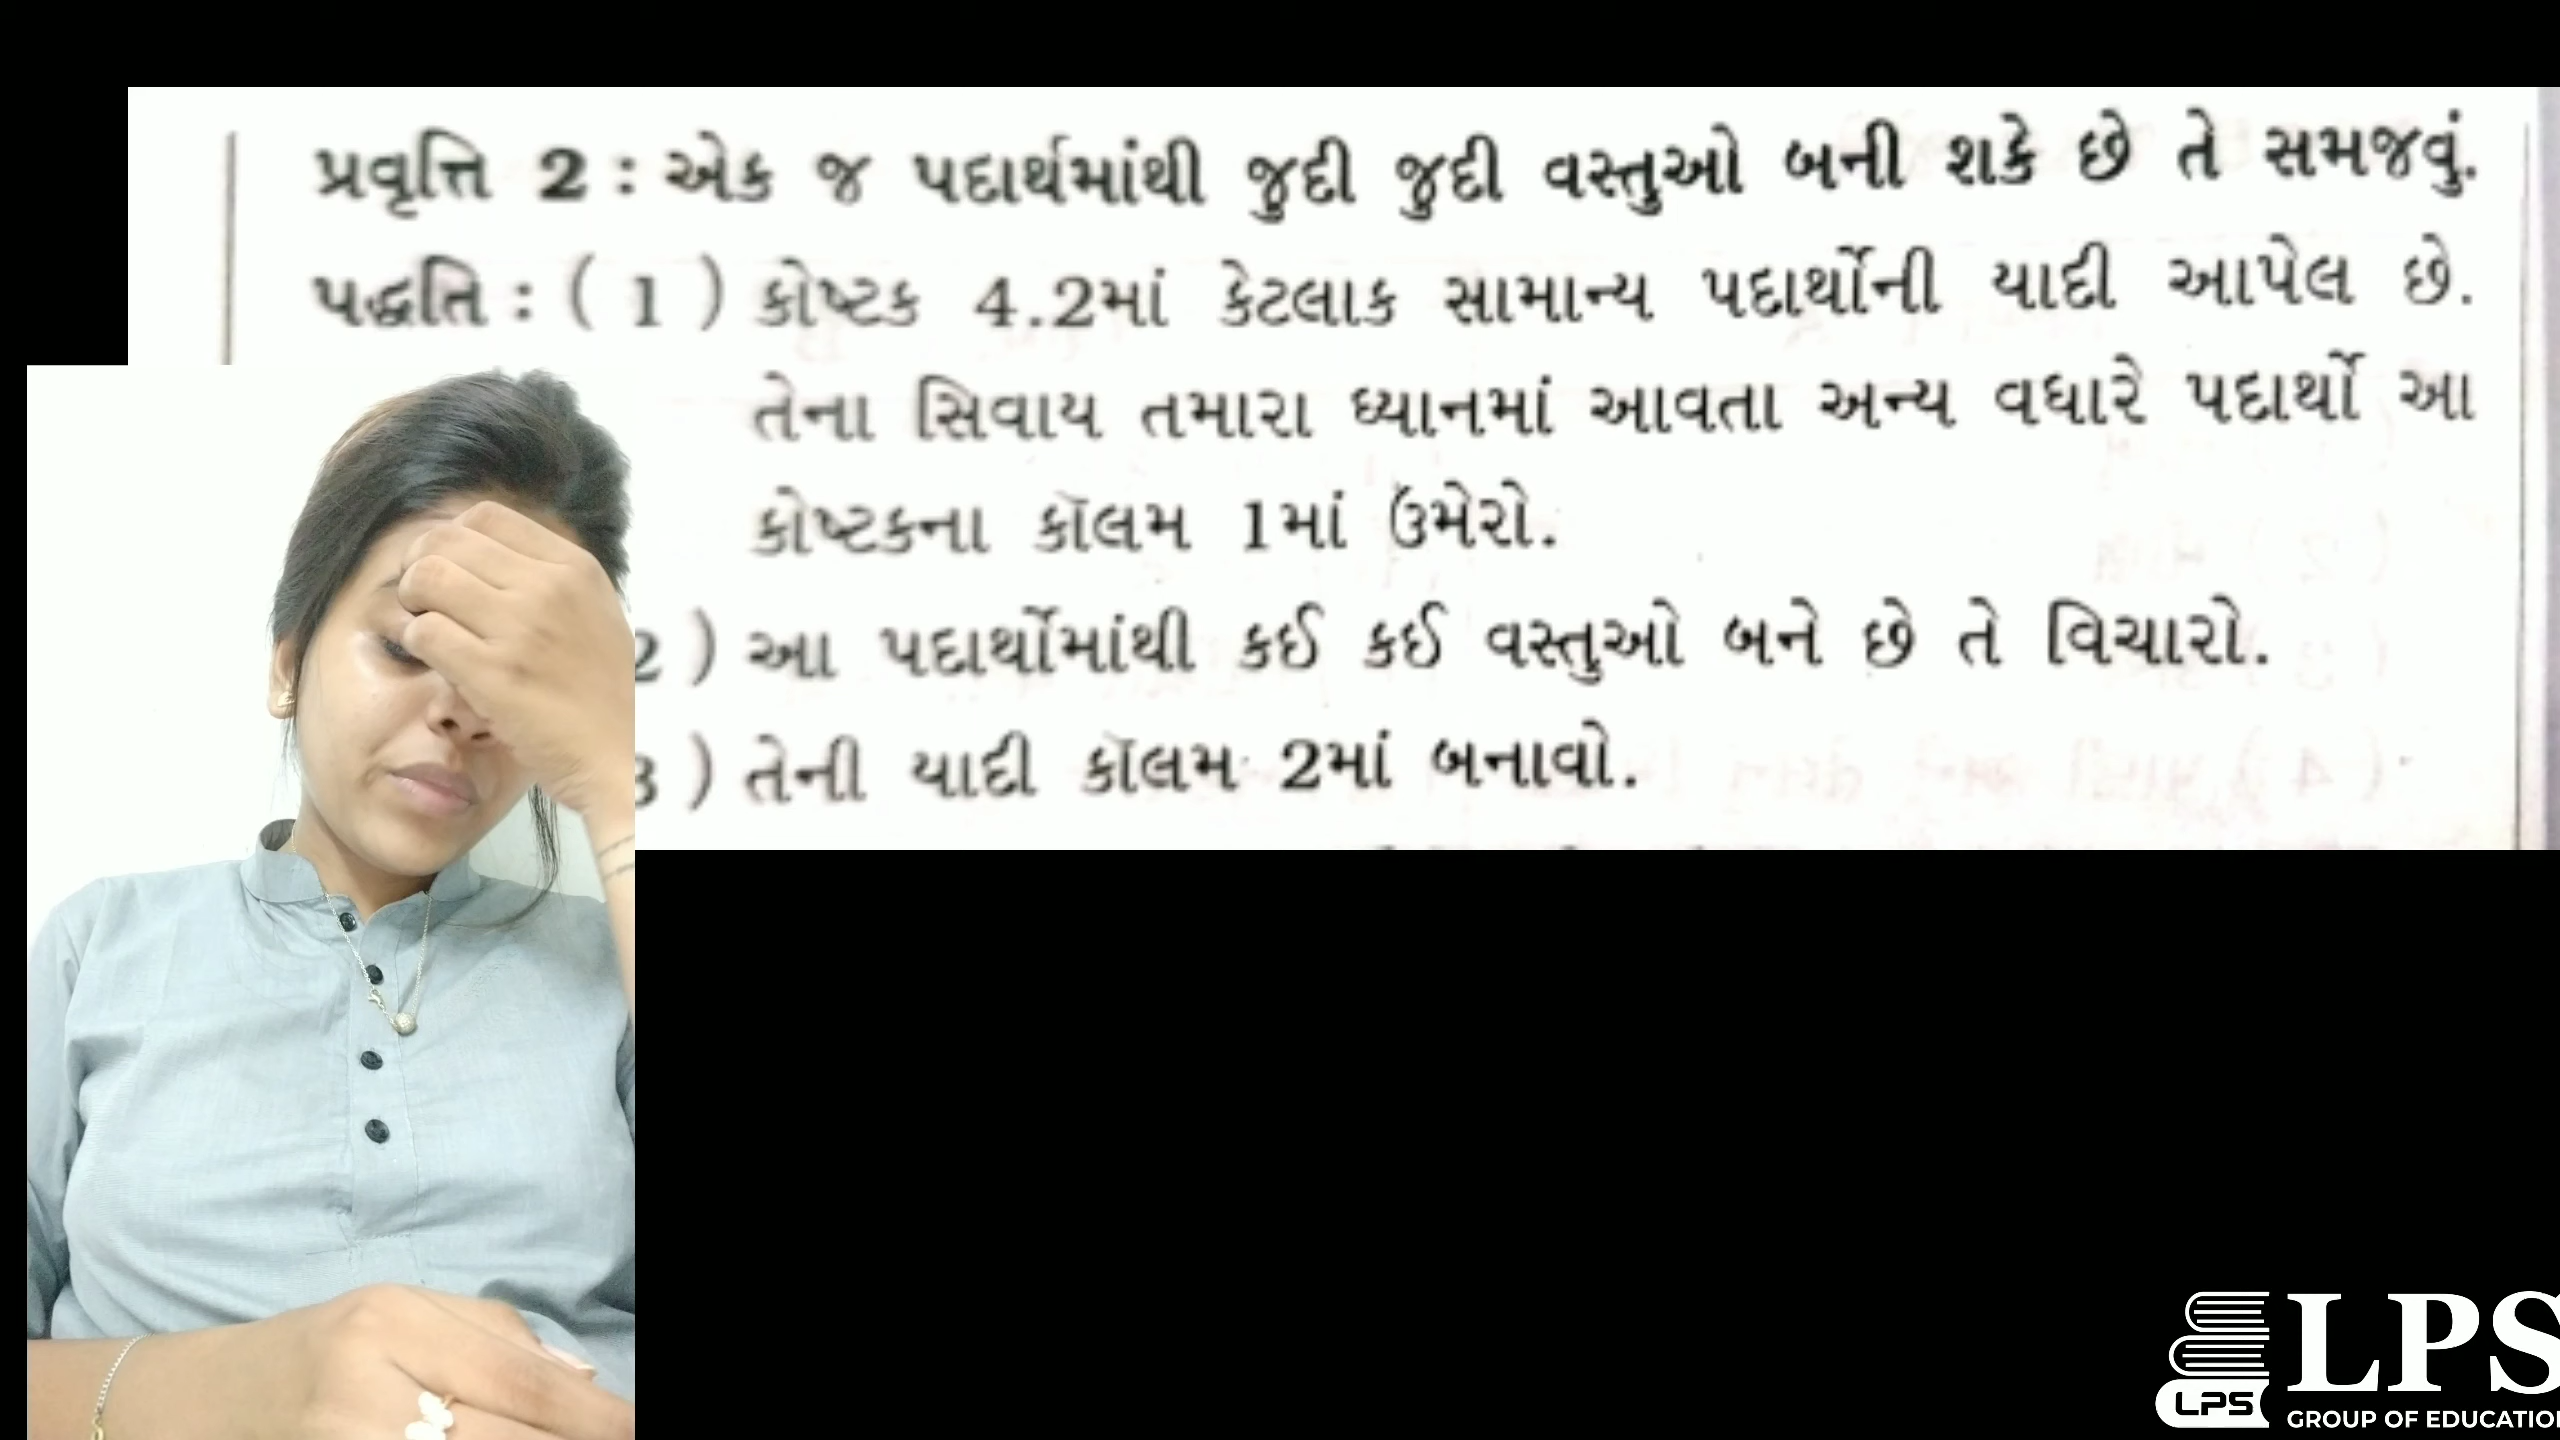 પ્રવૃત્તિ 2 : એક જ પદાર્થમાંથી જુદી જુદી વસ્તુઓ બની શકે છે તે સમજવું.
પદ્ધતિ : ( 1 ) કોષ્ટક 4.2માં કેટલાક સામાન્ય પદાર્થોની યાદી આપેલ છે.
તેના સિવાય તમારા ધ્યાનમાં આવતા અન્ય વધારે પદાર્થો આ
કોષ્ટકના કૉલમ 1માં ઉંમેરો.
2 ) આ પદાર્થોમાંથી કઈ કઈ વસ્તુઓ બને છે તે વિચારો.
3 ) તેની યાદી કૉલમ 2માં બનાવો.
LPS
LPS
GROUP OF EDUCATIO